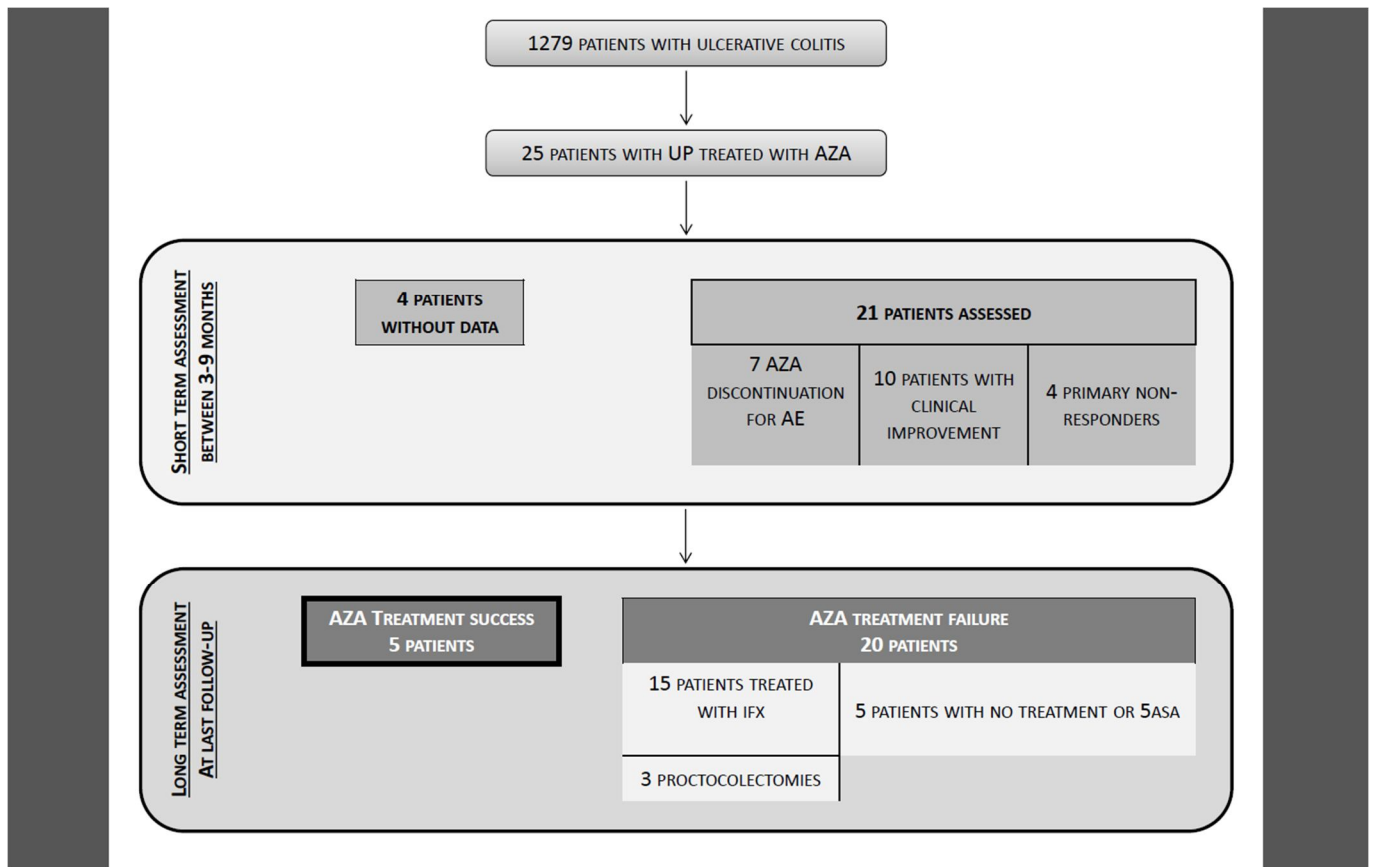 1279 PATIENTS WITH ULCERATIVE COLITIS
25 PATIENTS WITH UP TREATED WITH AZA
SHORT TERM ASSESSMENT
BETWEEN 3-9 MONTHS
4 PATIENTS
WITHOUT DATA
21 PATIENTS ASSESSED
7 AZA
DISCONTINUATION
FOR AE
10 PATIENTS WITH
CLINICAL
IMPROVEMENT
4 PRIMARY NON-
RESPONDERS
LONG TERM ASSESSMENT
AT LAST FOLLOW-UP
AZA TREATMENT SUCCESS
5 PATIENTS
AZA TREATMENT FAILURE
20 PATIENTS
15 PATIENTS TREATED
WITH IFX
5 PATIENTS WITH NO TREATMENT OR 5ASA
3 PROCTOCOLECTOMIES